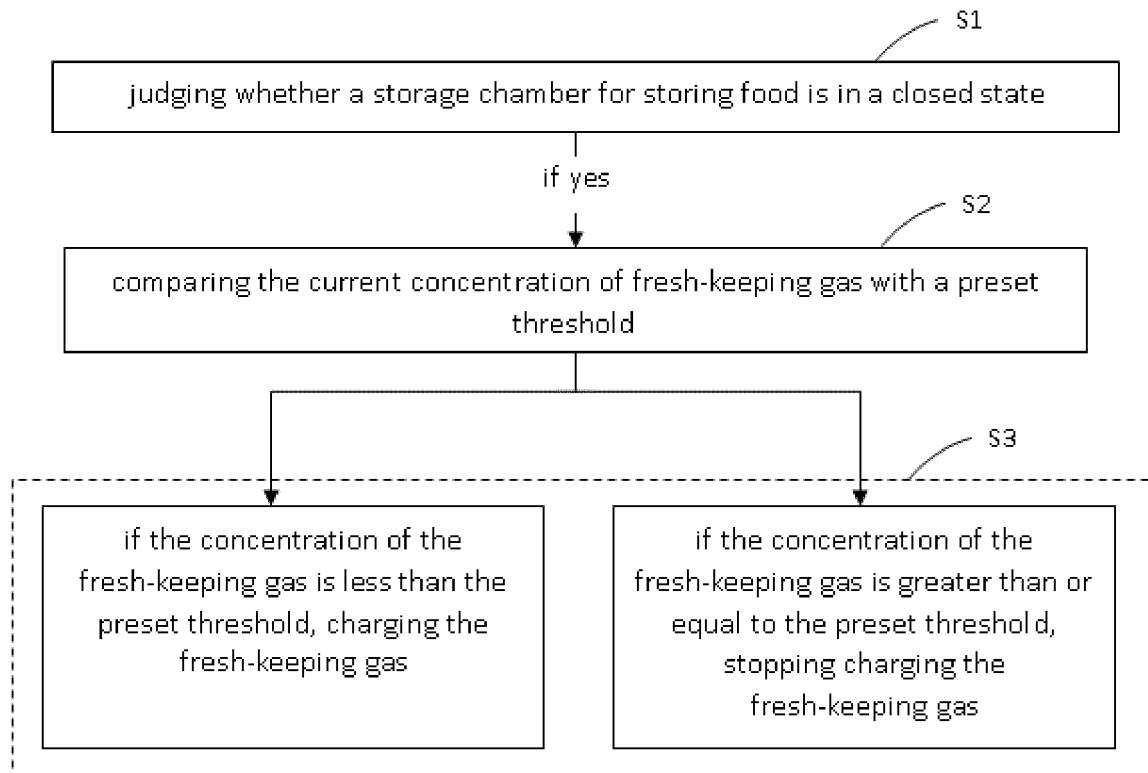 S1
judging whether a storage chamber for storing food is in a closed state
if yes
S2
comparing the current concentration of fresh-keeping gas with a preset
threshold
S3
if the concentration of the
fresh-keeping gas is less than the
preset threshold, charging the
fresh-keeping gas
if the concentration of the
fresh-keeping gas is greater than or
equal to the preset threshold,
stopping charging the
fresh-keeping gas